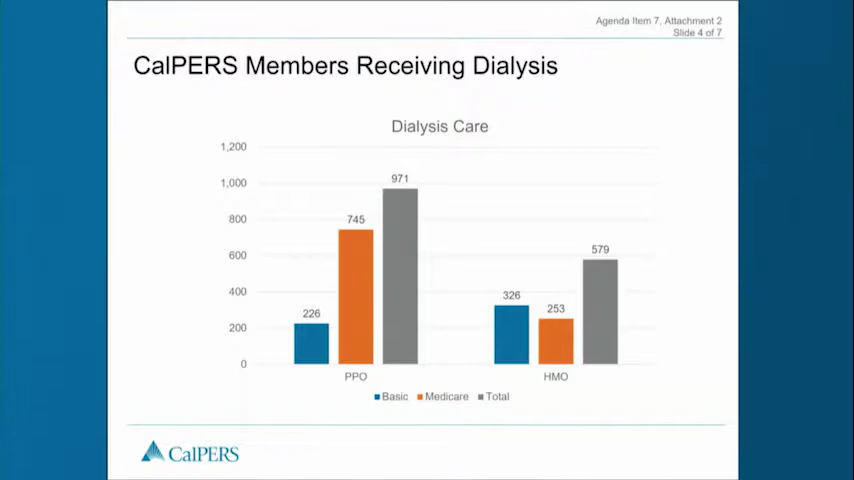 Agenda Item 7, Attachment 2
Slide 4 of 7
CalPERS Members Receiving Dialysis
Dialysis Care
1,200
1,000
800
600
400
200
0
226
745
971
326
253
579
PPO
HMO
Basic Medicare Total
CalPERS